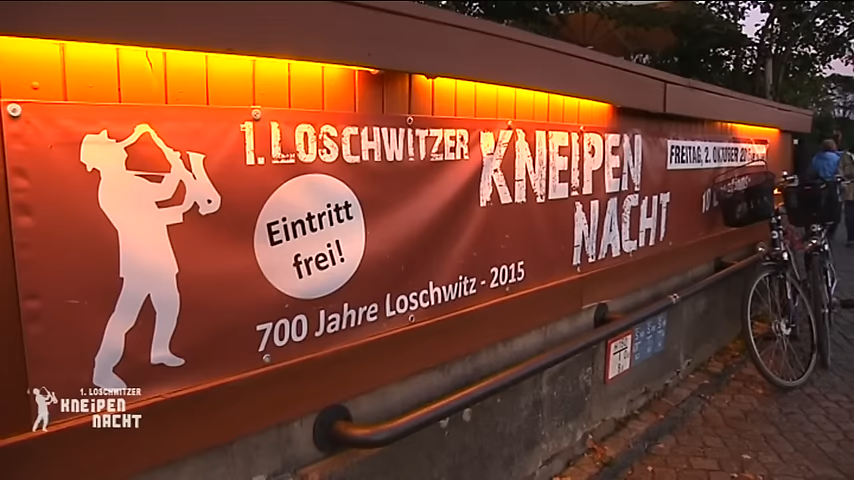 1. LOSCHWITZER
KNEIPEN
NACHT
FREITAG, 2. OKTOBER
Eintritt
frei!
700 Jahre Loschwitz - 2015
1. LOSCHWITZER
KNEIPEN
NACHT